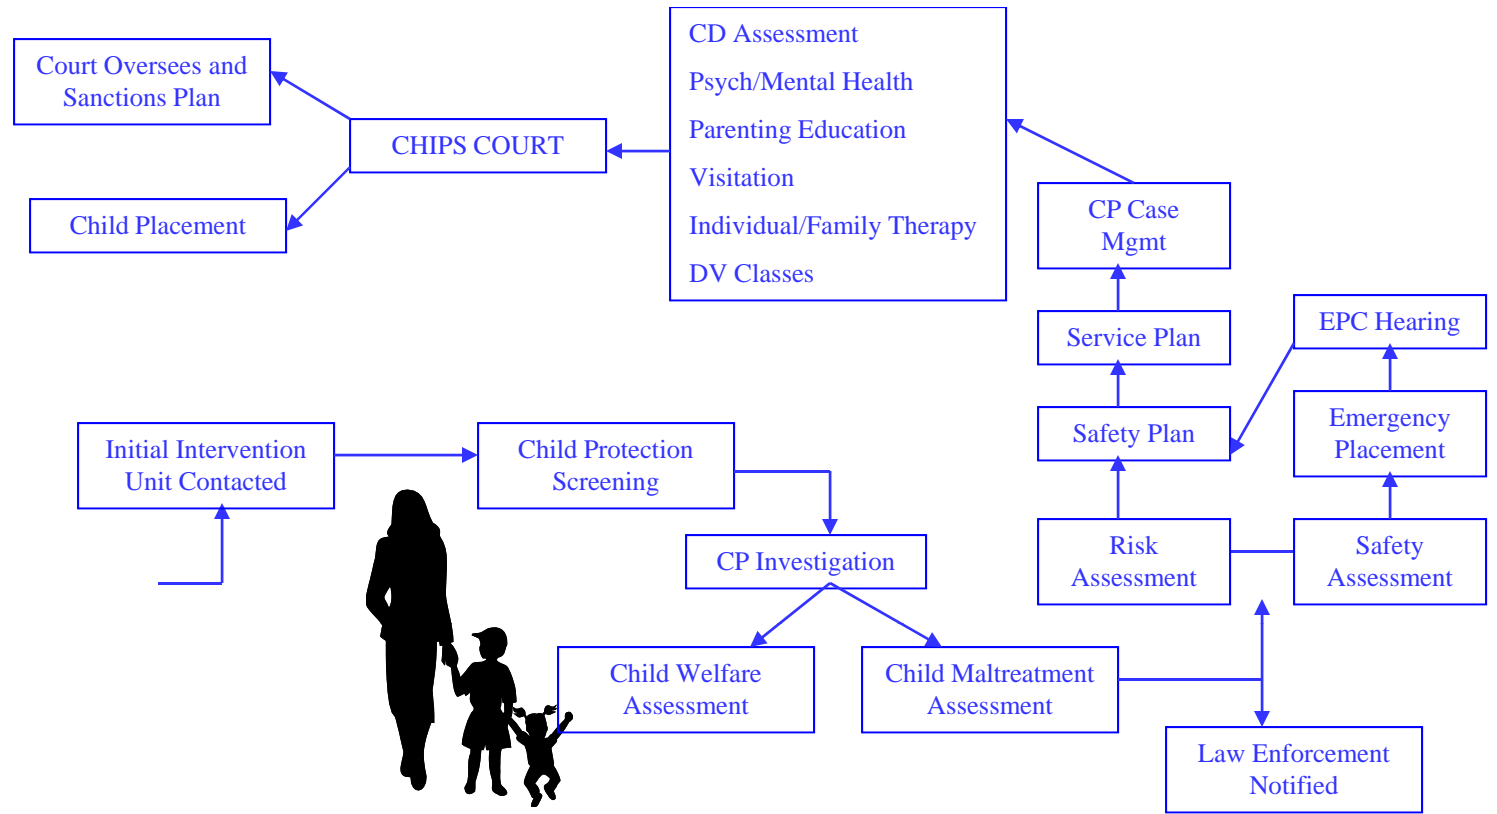 Court Oversees and
Sanctions Plan
CHIPS COURT
Child Placement
CD Assessment
Psych/Mental Health
Parenting Education
Visitation
Individual/Family Therapy
DV Classes
CP Case
Mgmt
Service Plan
EPC Hearing
Safety Plan
Emergency
Placement
Initial Intervention
Unit Contacted
Child Protection
Screening
CP Investigation
Risk
Assessment
Safety
Assessment
Child Welfare
Assessment
Child Maltreatment
Assessment
Law Enforcement
Notified